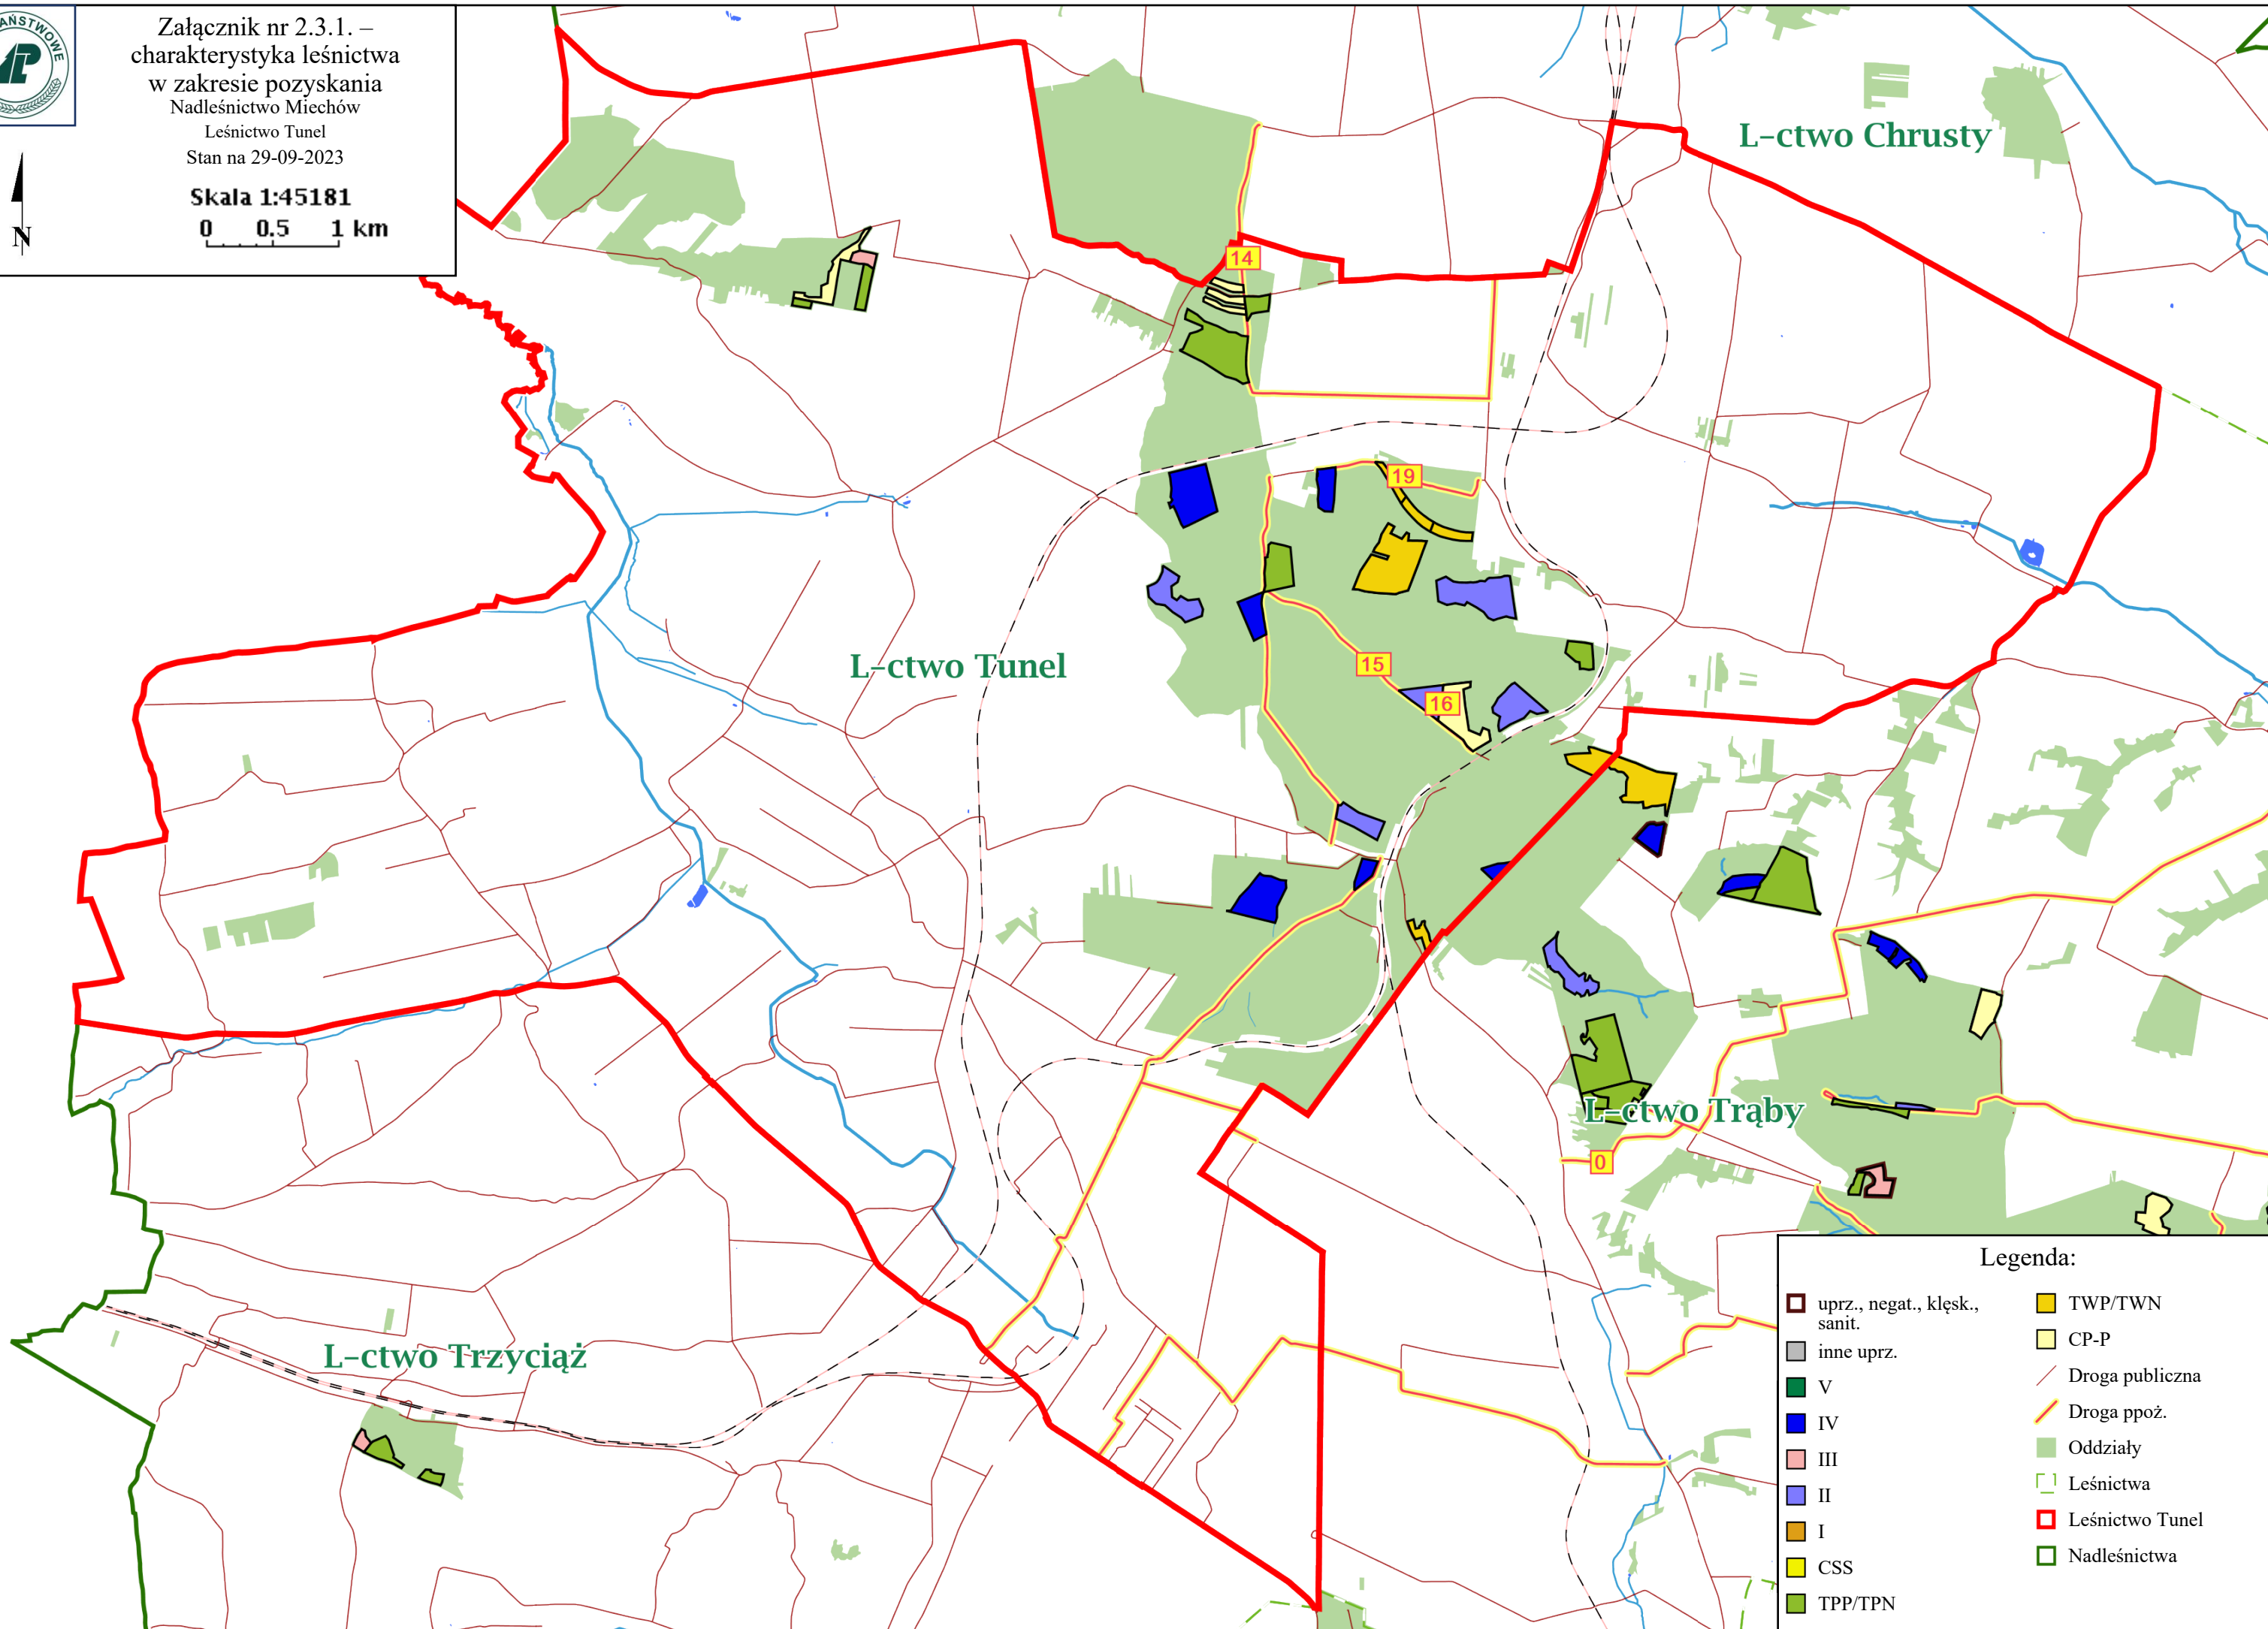 Załącznik nr 2.3.1. –
charakterystyka leśnictwa
w zakresie pozyskania
Nadleśnictwo Miechów
Leśnictwo Tunel
Stan na 29-09-2023
Skala 1:45181
0 0.5 1 km
N
L-ctwo Chrusty
14
19
L-ctwo Tunel
15
16
L-ctwo Trąby
0
L-ctwo Trzyciąż
Legenda:
uprz., negat., klęsk.,
sanit.
inne uprz.
V
IV
III
II
I
CSS
TPP/TPN
TWP/TWN
CP-P
Droga publiczna
Droga ppoż.
Oddziały
Leśnictwa
Leśnictwo Tunel
Nadleśnictwa